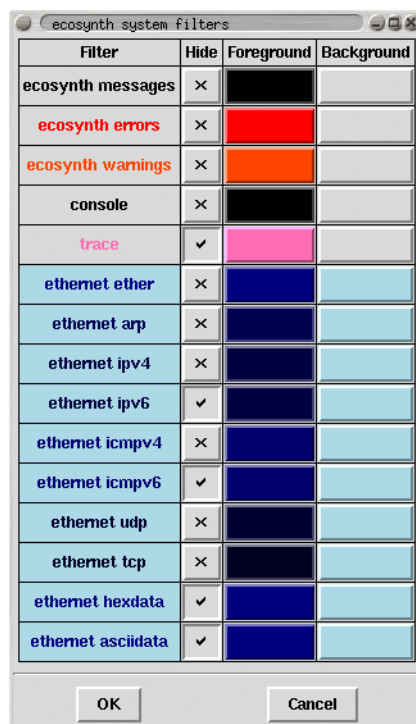 ecosynth system filters
Filter Hide Foreground Background
ecosynth messages
ecosynth errors
ecosynth warnings
console
trace
ethernet ether
ethernet arp
ethernet ipv4
ethernet ipv6
ethernet icmpv4
ethernet icmpv6
ethernet udp
ethernet tcp
ethernet hexdata
ethernet asciidata
OK Cancel